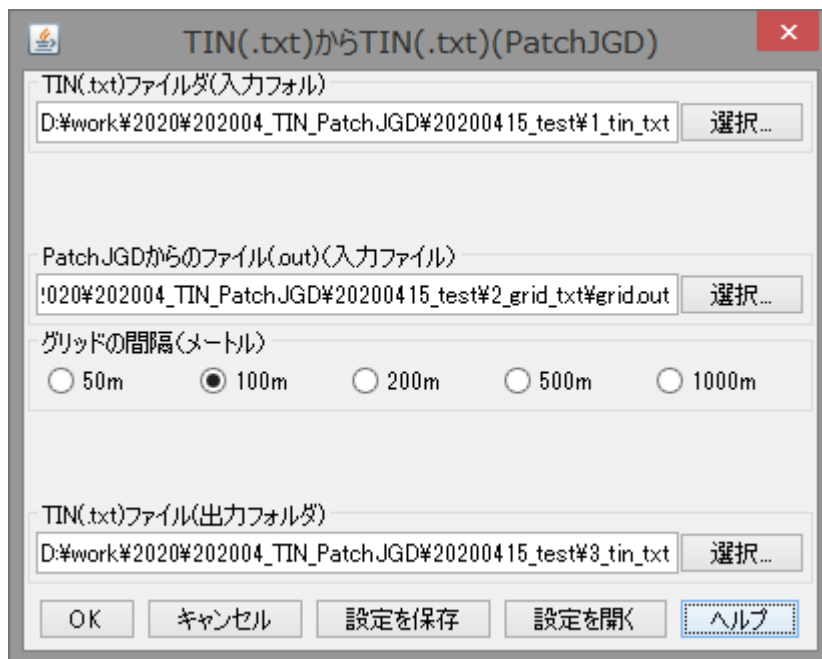 TIN(.txt)からTIN(.txt)(PatchJGD)
TIN(.txt)ファイルダ(入力フォル)
D:¥work¥2020¥202004_TIN_PatchJGD¥20200415_test¥1_tin_txt 選択...
PatchJGDからのファイル(.out)(入力ファイル)
!020¥202004_TIN_PatchJGD¥20200415_test¥2_grid_txt¥grid.out 選択...
グリッドの間隔(メートル)
50m 100m 200m 500m 1000m
TIN(.txt)ファイル(出力フォルダ)
D:¥work¥2020¥202004_TIN_PatchJGD¥20200415_test¥3_tin_txt 選択...
OK キャンセル 設定を保存 設定を開く ヘルプ